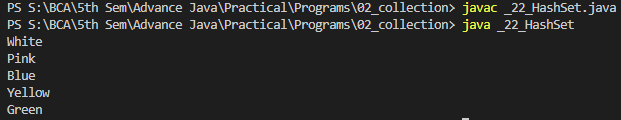 PS S:\BCA\5th Sem\Advance Java\Practical\Programs\02_collection> javac _22_HashSet.java
PS S:\BCA\5th Sem\Advance Java\Practical\Programs\02_collection> java _22_HashSet
White
Pink
Blue
Yellow
Green